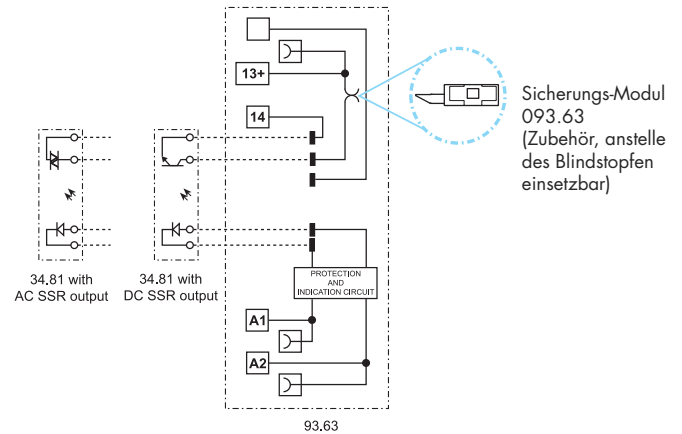 13+
14
Sicherungs-Modul
093.63
(Zubehör, anstelle
des Blindstopfen
einsetzbar)
34.81 with
AC SSR output
34.81 with
DC SSR output
PROTECTION
AND
INDICATION CIRCUIT
A1
A2
93.63